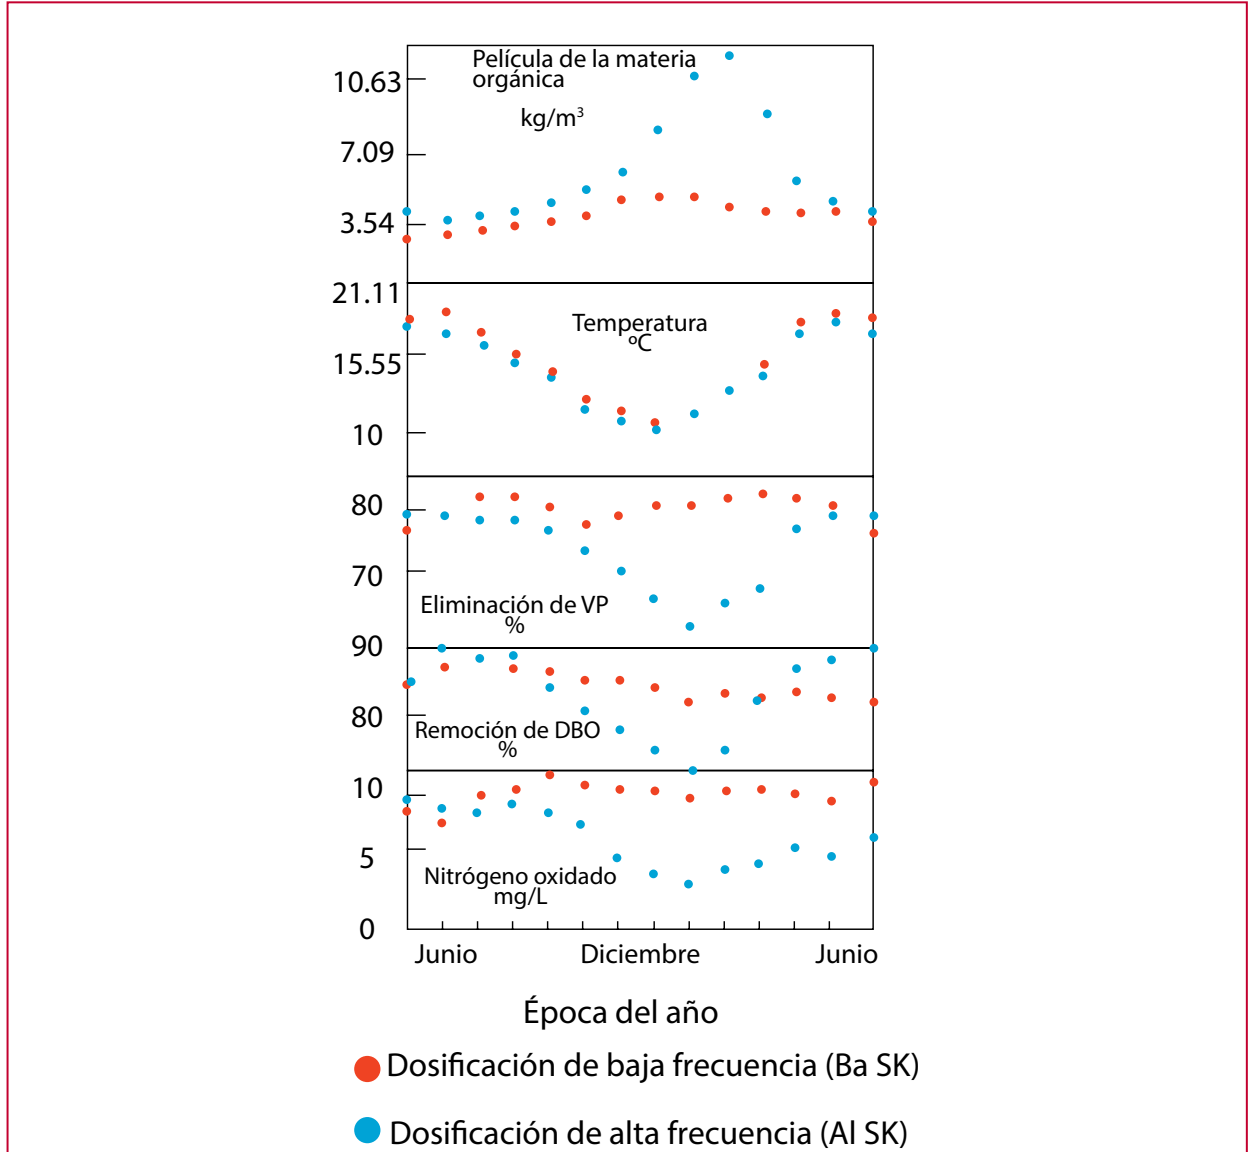 Película de la materia
orgánica
kg/m³
10.63
7.09
3.54
21.11
Temperatura
ºC
15.55
10
80
70
Eliminación de VP
%
90
80
Remoción de DBO
%
10
5
Nitrógeno oxidado
mg/L
0
Junio Diciembre Junio
Época del año
Dosificación de baja frecuencia (Ba SK)
Dosificación de alta frecuencia (Al SK)